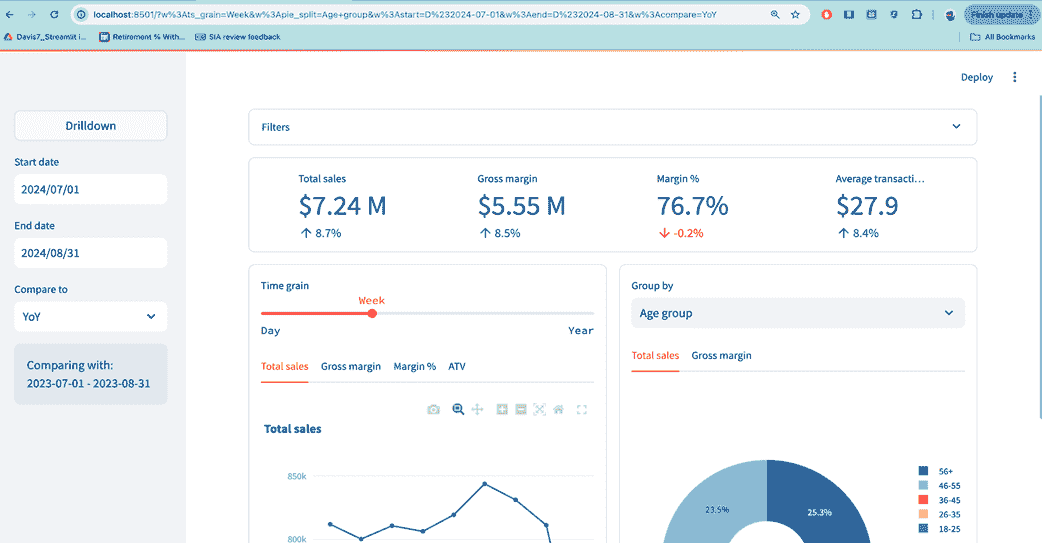 localhost:8501/?w%3Ats_grain=Week&w%3Apie_split=Age+group&w%3Astart=D%232024-07-01&w%3Aend=D%232024-08-31&w%3Acompare=YoY
Finish update
Davis7_Streamlit i...
Retirement % With...
SIA review feedback
All Bookmarks
Deploy
Drilldown
Start date
2024/07/01
End date
2024/08/31
Compare to
YoY
Comparing with:
2023-07-01 - 2023-08-31
Filters
Total sales
$7.24 M
8.7%
Gross margin
$5.55 M
8.5%
Margin %
76.7%
-0.2%
Average transacti...
$27.9
8.4%
Time grain
Week
Day Year
Total sales Gross margin Margin % ATV
Total sales
850k
800k
Group by
Age group
Total sales Gross margin
23.5%
25.3%
56+
46-55
36-45
26-35
18-25